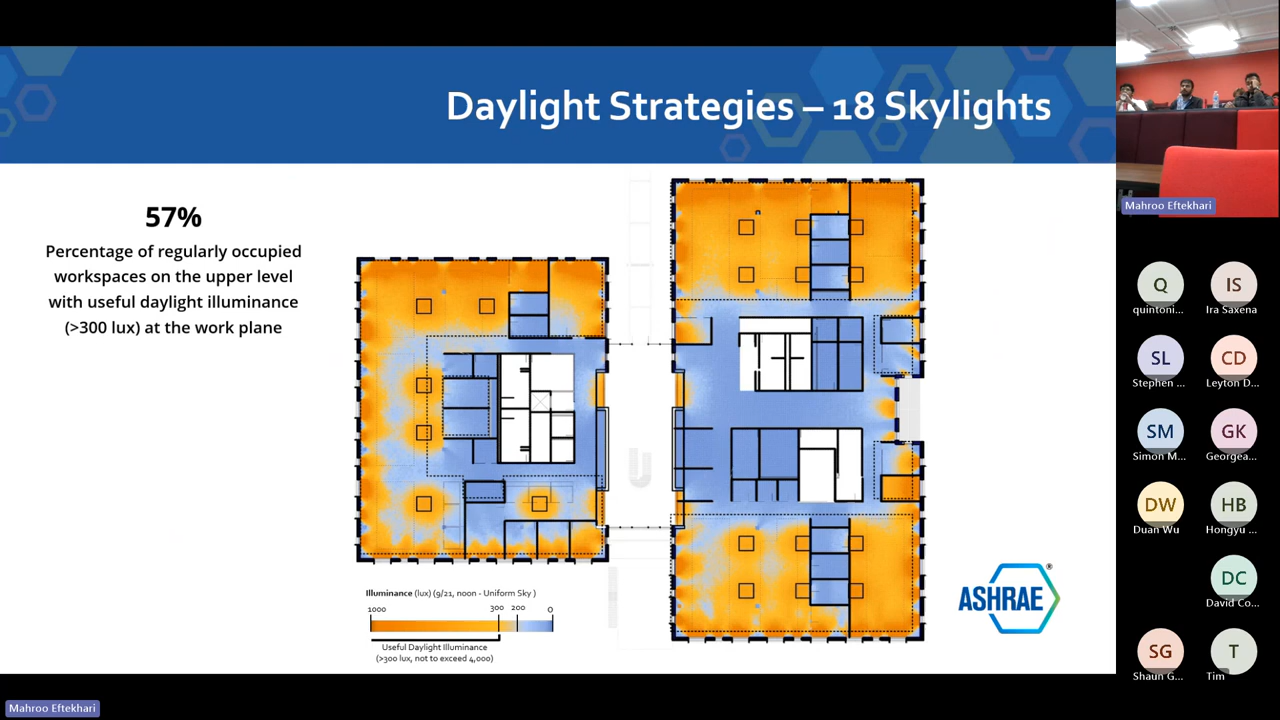 Daylight Strategies – 18 Skylights
57%
Percentage of regularly occupied
workspaces on the upper level
with useful daylight illuminance
(>300 lux) at the work plane
Illuminance (lux) (9/21, noon - Uniform Sky )
1000 300 200 0
Useful Daylight Illuminance
(>300 lux, not to exceed 4,000)
ASHRAE®
Mahroo Eftekhari
Q
quintoni...
IS
Ira Saxena
SL
Stephen ...
CD
Leyton D...
SM
Simon M...
GK
Georgea...
DW
Duan Wu
HB
Hongyu ...
DC
David Co...
SG
Shaun G...
T
Tim
Mahroo Eftekhari